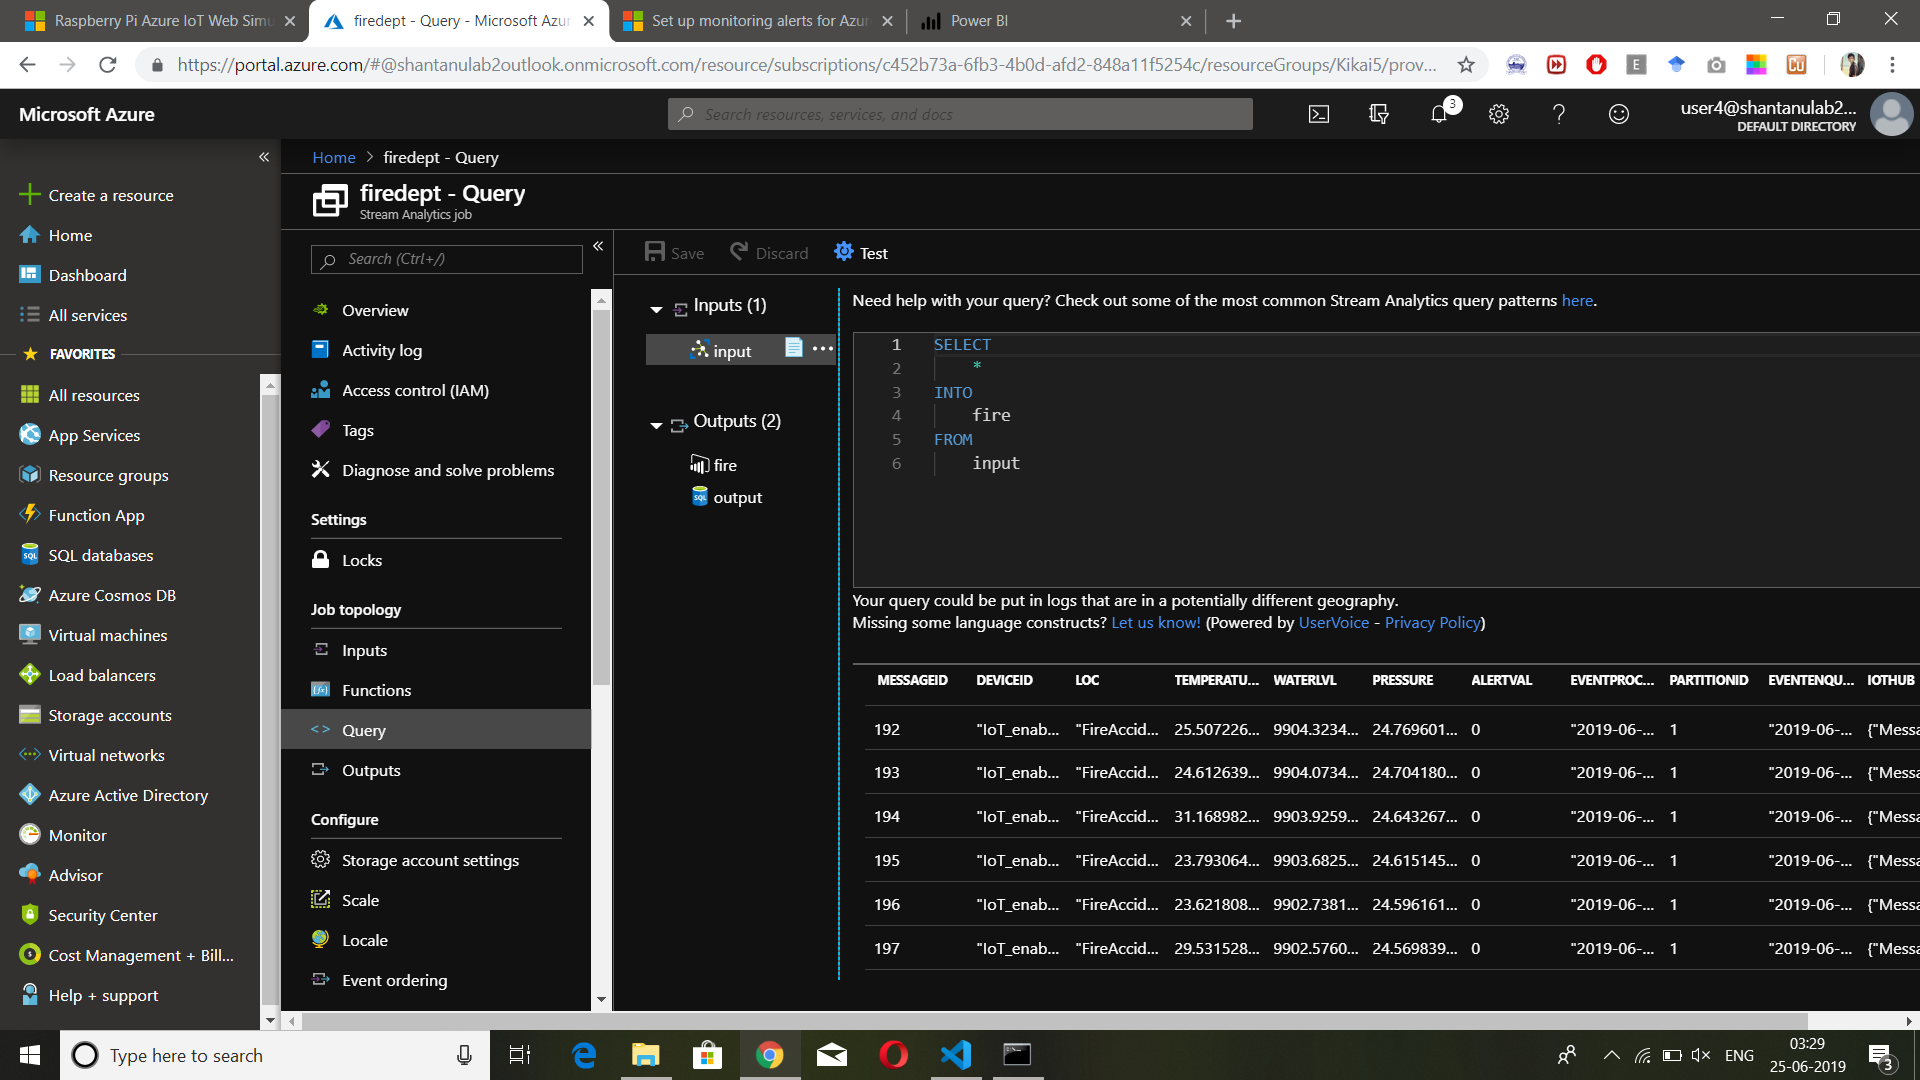 Raspberry Pi Azure IoT Web Simu
firedept - Query - Microsoft Azur
Set up monitoring alerts for Azur
Power BI
https://portal.azure.com/#@shantanulab2outlook.onmicrosoft.com/resource/subscriptions/c452b73a-6fb3-4b0d-afd2-848a11f5254c/resourceGroups/Kikai5/prov...
Microsoft Azure
Search resources, services, and docs
3
user4@shantanulab2...
DEFAULT DIRECTORY
Create a resource
Home
Dashboard
All services
FAVORITES
All resources
App Services
Resource groups
Function App
SQL databases
Azure Cosmos DB
Virtual machines
Load balancers
Storage accounts
Virtual networks
Azure Active Directory
Monitor
Advisor
Security Center
Cost Management + Bill...
Help + support
Home > firedept - Query
firedept - Query
Stream Analytics job
Search (Ctrl+/)
Overview
Activity log
Access control (IAM)
Tags
Diagnose and solve problems
Settings
Locks
Job topology
Inputs
Functions
Query
Outputs
Configure
Storage account settings
Scale
Locale
Event ordering
Save
Discard
Test
Inputs (1)
input
Outputs (2)
fire
output
Need help with your query? Check out some of the most common Stream Analytics query patterns here.
1 SELECT
2 *
3 INTO
4 fire
5 FROM
6 input
Your query could be put in logs that are in a potentially different geography.
Missing some language constructs? Let us know! (Powered by UserVoice - Privacy Policy)
MESSAGEID DEVICEID LOC TEMPERATU... WATERLVL PRESSURE ALERTVAL EVENTPROC... PARTITIONID EVENTENQU... IOTHUB
192 "IoT_enab... "FireAccid... 25.507226... 9904.3234... 24.769601... 0 "2019-06-... 1 "2019-06-... {"Messa
193 "IoT_enab... "FireAccid... 24.612639... 9904.0734... 24.704180... 0 "2019-06-... 1 "2019-06-... {"Messa
194 "IoT_enab... "FireAccid... 31.168982... 9903.9259... 24.643267... 0 "2019-06-... 1 "2019-06-... {"Messa
195 "IoT_enab... "FireAccid... 23.793064... 9903.6825... 24.615145... 0 "2019-06-... 1 "2019-06-... {"Messa
196 "IoT_enab... "FireAccid... 23.621808... 9902.7381... 24.596161... 0 "2019-06-... 1 "2019-06-... {"Messa
197 "IoT_enab... "FireAccid... 29.531528... 9902.5760... 24.569839... 0 "2019-06-... 1 "2019-06-... {"Messa
Type here to search
ENG
03:29
25-06-2019
3